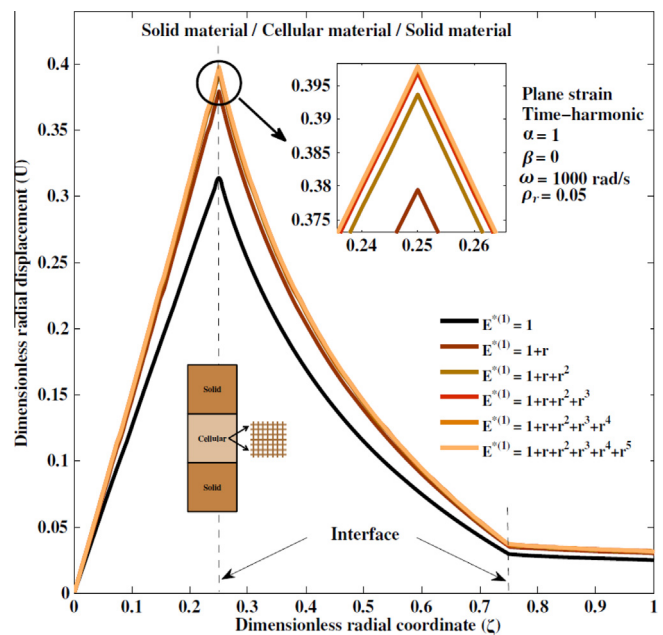 Solid material / Cellular material / Solid material
Dimensionless radial displacement (U)
0.4
0.35
0.3
0.25
0.2
0.15
0.1
0.05
0
0.395
0.39
0.385
0.38
0.373
0.24 0.25 0.26
Plane strain
Time−harmonic
α = 1
β = 0
ω = 1000 rad/s
ρᵣ = 0.05
E*(1) = 1
E*(1) = 1+r
E*(1) = 1+r+r²
E*(1) = 1+r+r²+r³
E*(1) = 1+r+r²+r³+r⁴
E*(1) = 1+r+r²+r³+r⁴+r⁵
Solid
Cellular
Solid
Interface
0 0.1 0.2 0.3 0.4 0.5 0.6 0.7 0.8 0.9 1
Dimensionless radial coordinate (ζ)